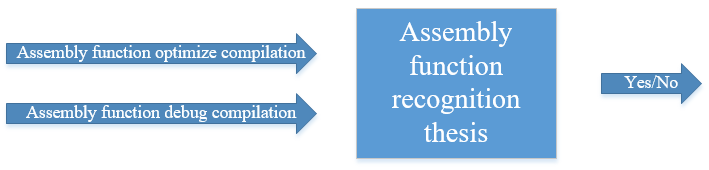 Assembly function optimize compilation
Assembly function debug compilation
Assembly
function
recognition
thesis
Yes/No